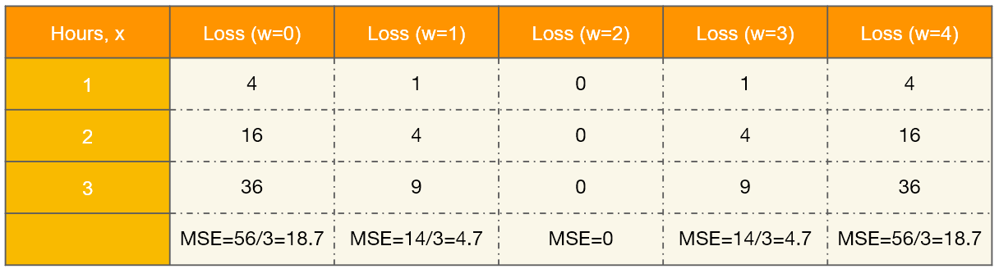 Hours, x Loss (w=0) Loss (w=1) Loss (w=2) Loss (w=3) Loss (w=4)
1 4 1 0 1 4
2 16 4 0 4 16
3 36 9 0 9 36
MSE=56/3=18.7 MSE=14/3=4.7 MSE=0 MSE=14/3=4.7 MSE=56/3=18.7